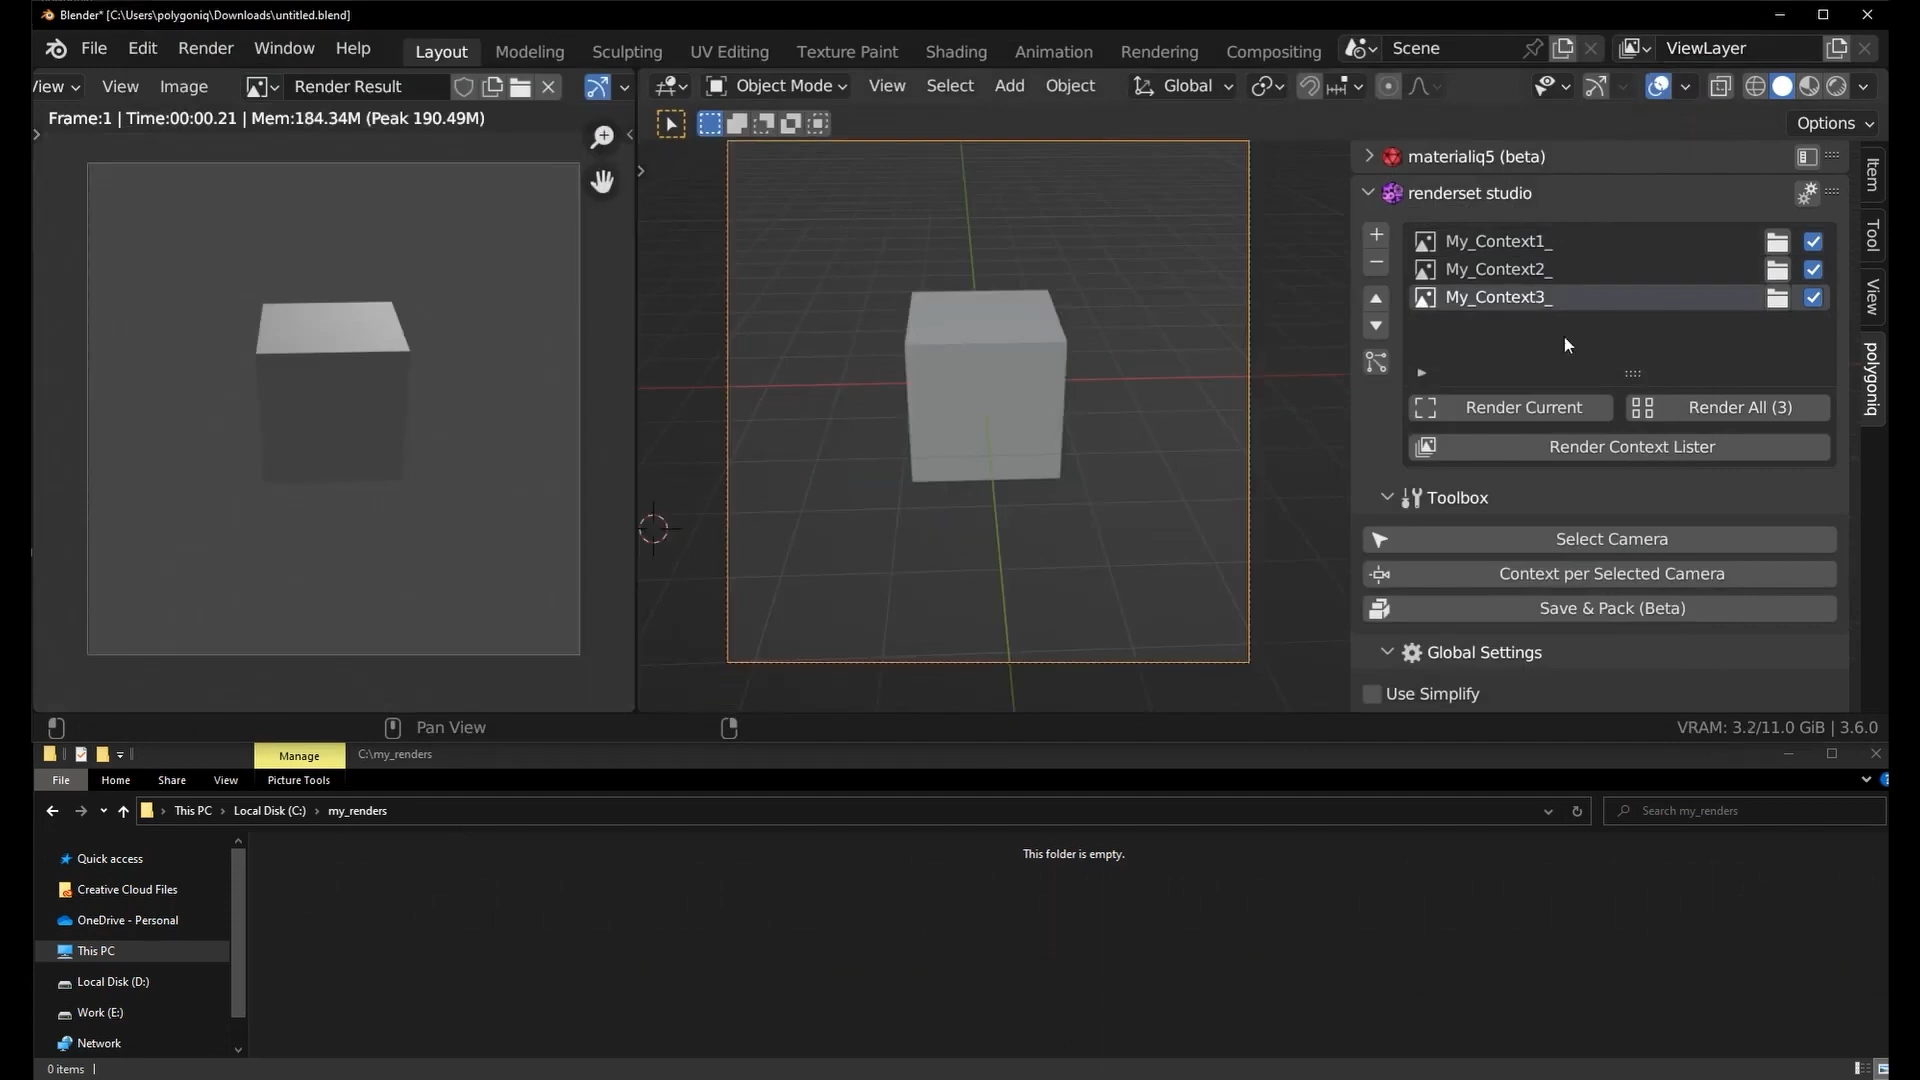 Blender* [C:\Users\polygoniq\Downloads\untitled.blend]
File Edit Render Window Help Layout Modeling Sculpting UV Editing Texture Paint Shading Animation Rendering Compositing Scene ViewLayer
View View Image Render Result Object Mode View Select Add Object Global
Frame:1 | Time:00:00.21 | Mem:184.34M (Peak 190.49M)
Options
materialiq5 (beta)
renderset studio
My_Context1_
My_Context2_
My_Context3_
Render Current Render All (3)
Render Context Lister
Toolbox
Select Camera
Context per Selected Camera
Save & Pack (Beta)
Global Settings
Use Simplify
Item
Tool
View
polygoniq
Pan View VRAM: 3.2/11.0 GiB | 3.6.0
Manage C:\my_renders
File Home Share View Picture Tools
This PC Local Disk (C:) my_renders Search my_renders
This folder is empty.
Quick access
Creative Cloud Files
OneDrive - Personal
This PC
Local Disk (D:)
Work (E:)
Network
0 items